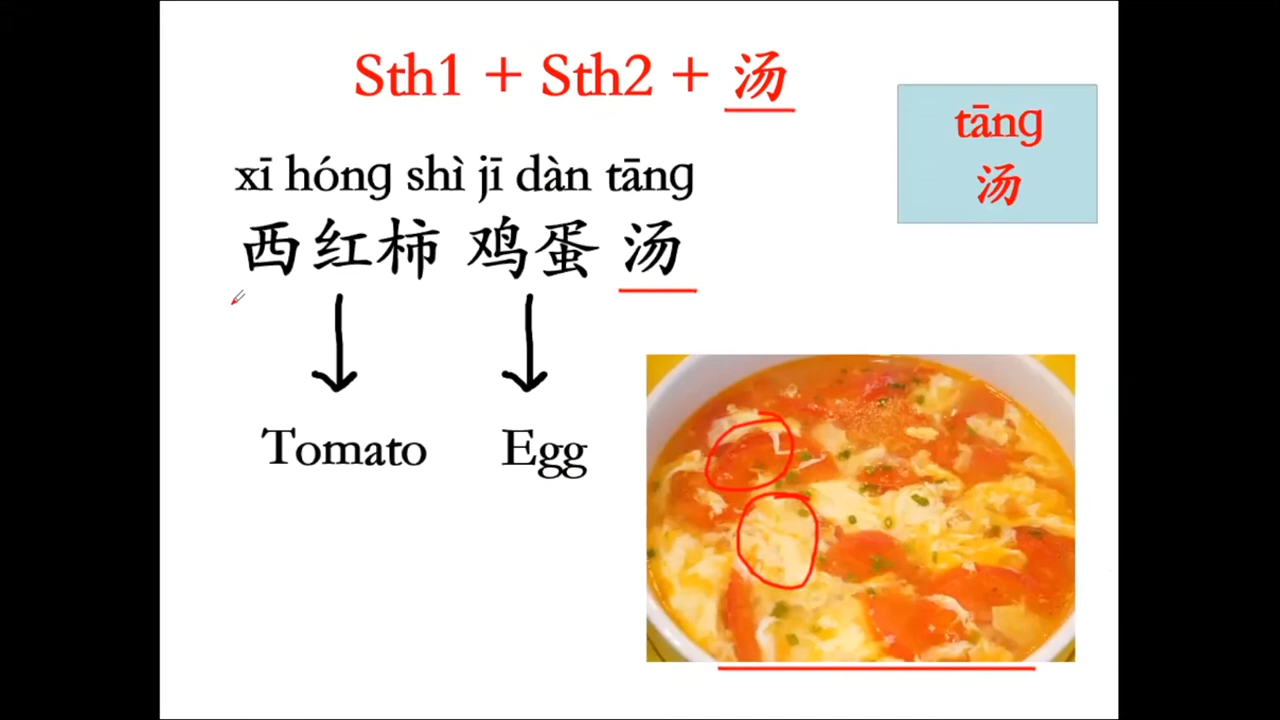 Sth1 + Sth2 + 汤
tāng
汤
xī hóng shì jī dàn tāng
西红柿 鸡蛋 汤
Tomato Egg